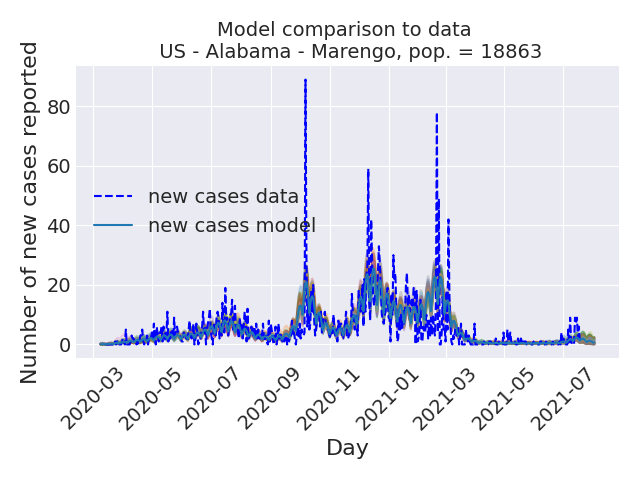 Model comparison to data
US - Alabama - Marengo, pop. = 18863
Number of new cases reported
80
60
40
20
0
new cases data
new cases model
2020-03
2020-05
2020-07
2020-09
2020-11
2021-01
2021-03
2021-05
2021-07
Day